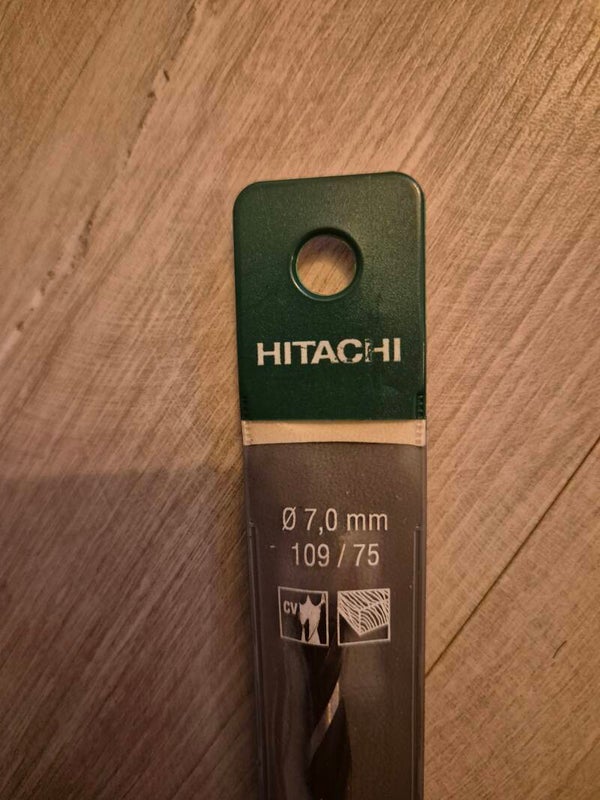 HITACHI
Ø 7,0 mm
109 / 75
CV